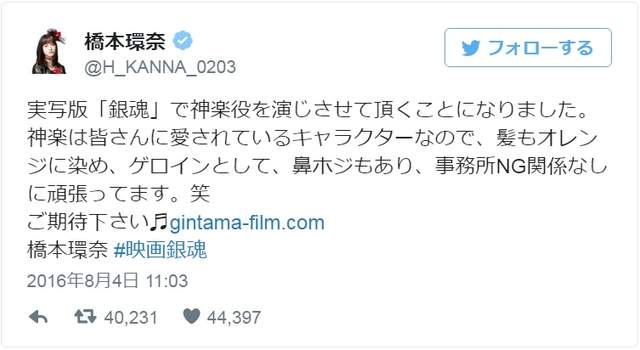 橋本環奈
@H_KANNA_0203
フォローする
実写版「銀魂」で神楽役を演じさせて頂くことになりました。
神楽は皆さんに愛されているキャラクターなので、髪もオレン
ジに染め、ゲロインとして、鼻ホジもあり、事務所NG関係なし
に頑張ってます。笑
ご期待下さい♬gintama-film.com
橋本環奈 #映画銀魂
2016年8月4日 11:03
40,231 44,397